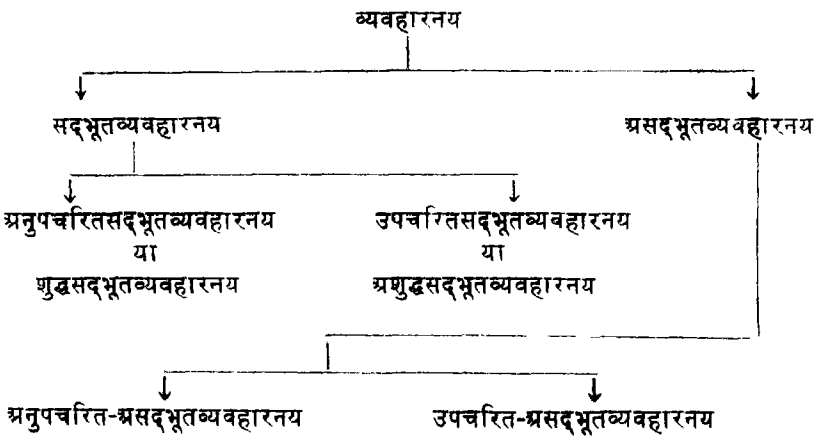 व्यवहारनय
सद्भूतव्यवहारनय असद्भूतव्यवहारनय
अनुपचरितसद्भूतव्यवहारनय उपचरितसद्भूतव्यवहारनय
या या
शुद्धसद्भूतव्यवहारनय अशुद्धसद्भूतव्यवहारनय
अनुपचरित-असद्भूतव्यवहारनय उपचरित-असद्भूतव्यवहारनय